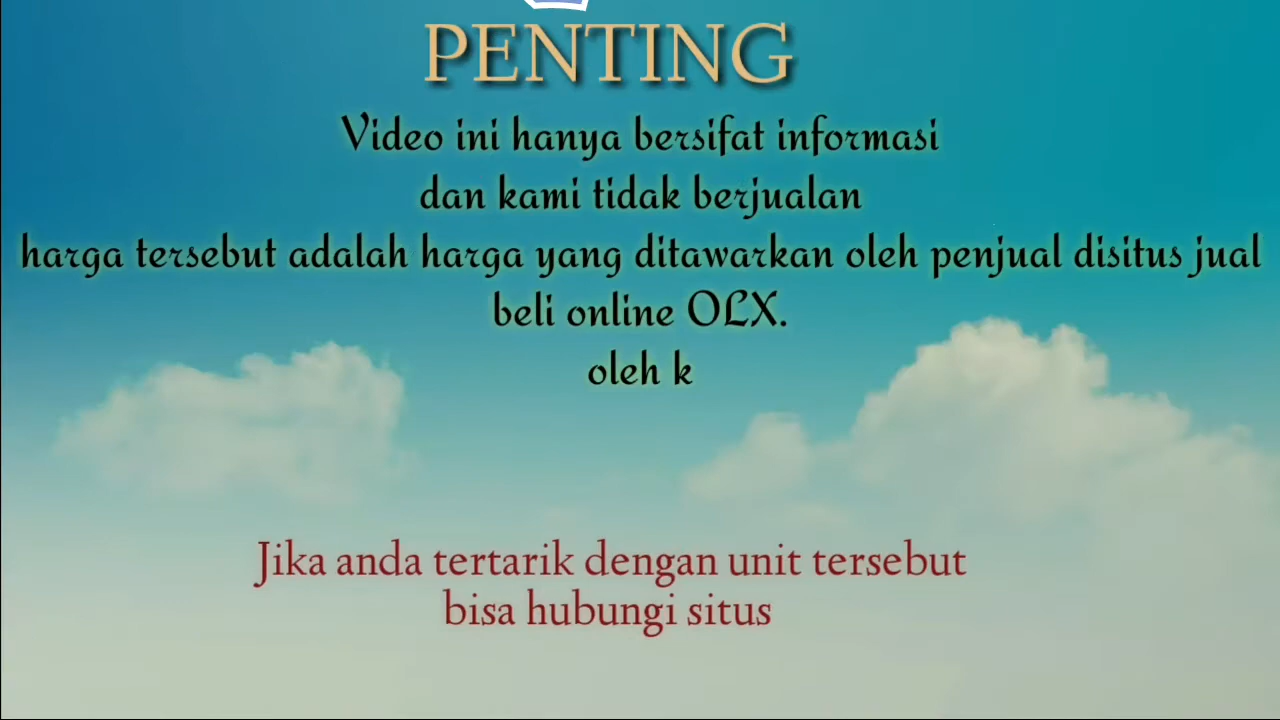 PENTING
Video ini hanya bersifat informasi
dan kami tidak berjualan
harga tersebut adalah harga yang ditawarkan oleh penjual disitus jual
beli online OLX.
oleh k
Jika anda tertarik dengan unit tersebut
bisa hubungi situs